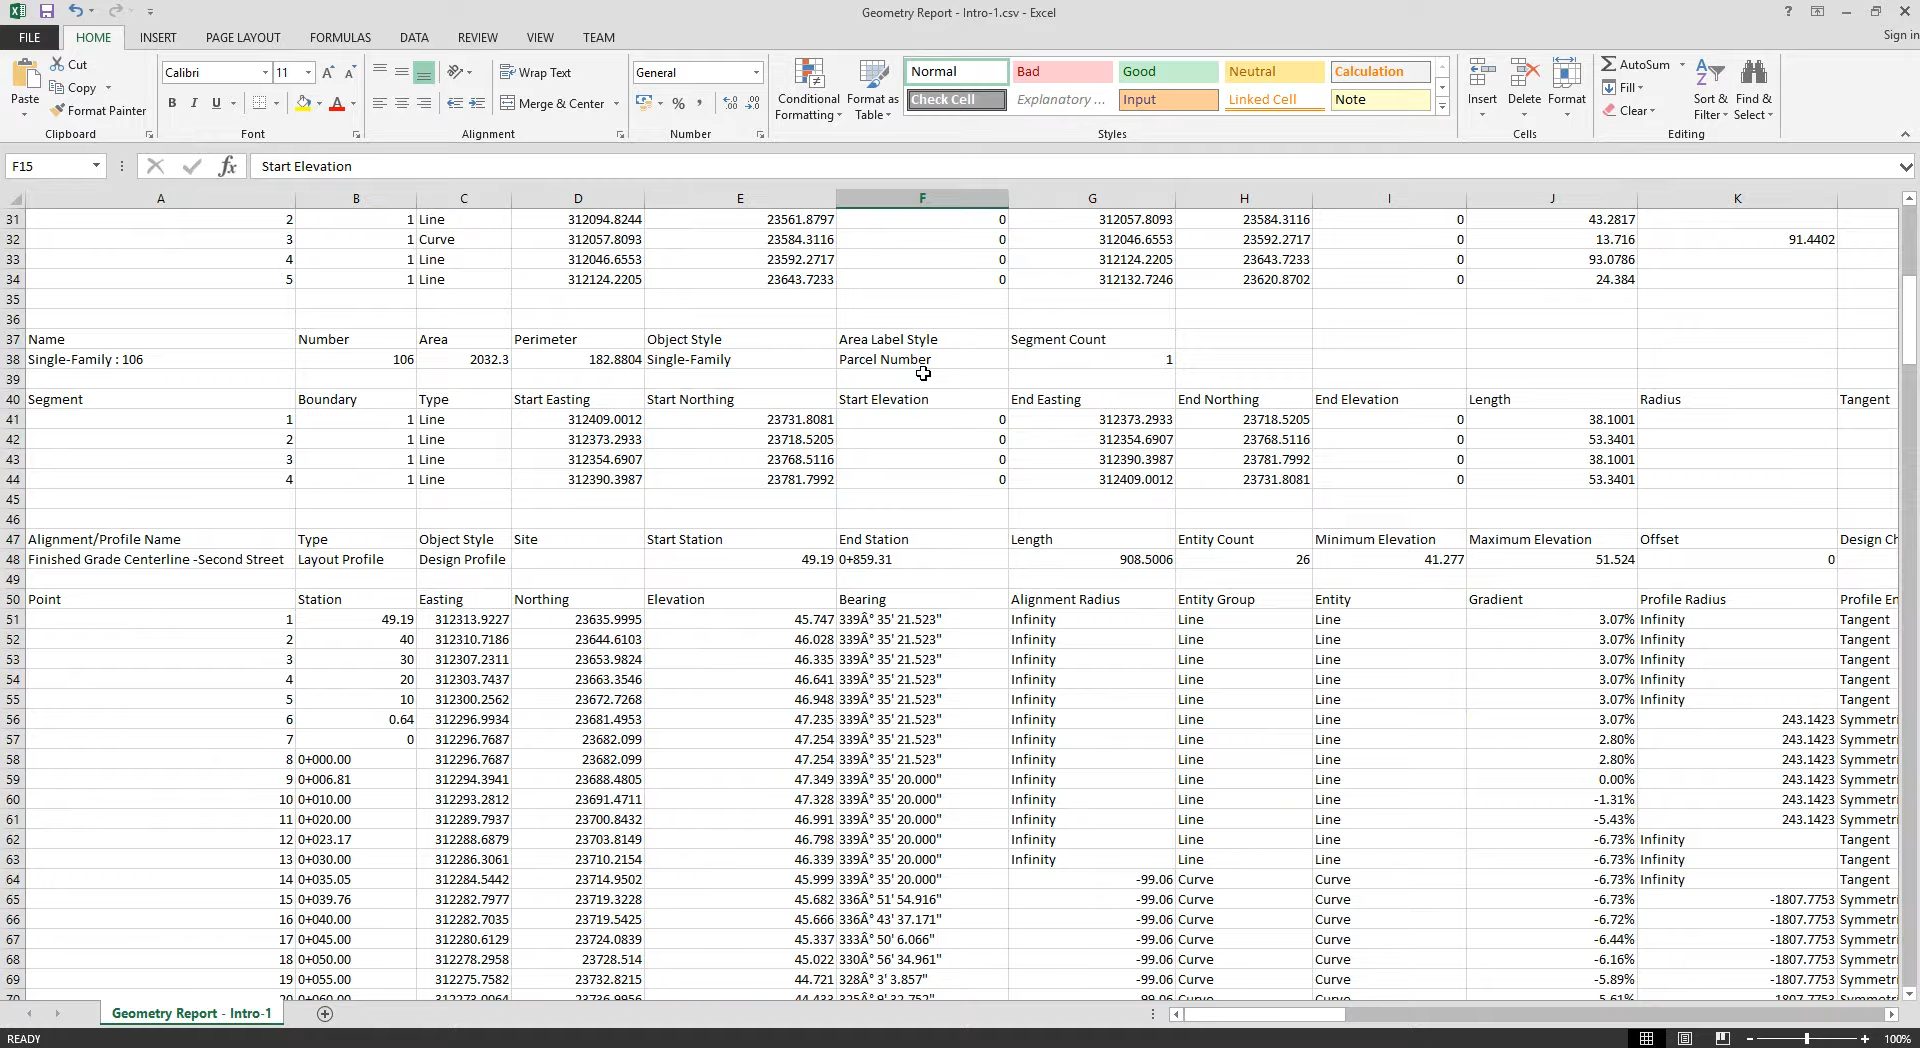 Geometry Report - Intro-1.csv - Excel
Sign in
FILE HOME INSERT PAGE LAYOUT FORMULAS DATA REVIEW VIEW TEAM
Paste Cut Copy Format Painter Clipboard
Calibri 11 B I U Font
Wrap Text Merge & Center Alignment
General % Number
Conditional Formatting Format as Table
Normal Bad Good Neutral Calculation
Check Cell Explanatory ... Input Linked Cell Note
Styles
Insert Delete Format Cells
AutoSum Fill Clear Sort & Filter Find & Select Editing
F15 fx Start Elevation
A B C D E F G H I J K
31 2 1 Line 312094.8244 23561.8797 0 312057.8093 23584.3116 0 43.2817
32 3 1 Curve 312057.8093 23584.3116 0 312046.6553 23592.2717 0 13.716 91.4402
33 4 1 Line 312046.6553 23592.2717 0 312124.2205 23643.7233 0 93.0786
34 5 1 Line 312124.2205 23643.7233 0 312132.7246 23620.8702 0 24.384
35
36
37 Name Number Area Perimeter Object Style Area Label Style Segment Count
38 Single-Family : 106 106 2032.3 182.8804 Single-Family Parcel Number 1
39
40 Segment Boundary Type Start Easting Start Northing Start Elevation End Easting End Northing End Elevation Length Radius Tangent
41 1 1 Line 312409.0012 23731.8081 0 312373.2933 23718.5205 0 38.1001
42 2 1 Line 312373.2933 23718.5205 0 312354.6907 23768.5116 0 53.3401
43 3 1 Line 312354.6907 23768.5116 0 312390.3987 23781.7992 0 38.1001
44 4 1 Line 312390.3987 23781.7992 0 312409.0012 23731.8081 0 53.3401
45
46
47 Alignment/Profile Name Type Object Style Site Start Station End Station Length Entity Count Minimum Elevation Maximum Elevation Offset Design Ch
48 Finished Grade Centerline -Second Street Layout Profile Design Profile 49.19 0+859.31 908.5006 26 41.277 51.524 0
49
50 Point Station Easting Northing Elevation Bearing Alignment Radius Entity Group Entity Gradient Profile Radius Profile En
51 1 49.19 312313.9227 23635.9995 45.747 339Â° 35' 21.523" Infinity Line Line 3.07% Infinity Tangent
52 2 40 312310.7186 23644.6103 46.028 339Â° 35' 21.523" Infinity Line Line 3.07% Infinity Tangent
53 3 30 312307.2311 23653.9824 46.335 339Â° 35' 21.523" Infinity Line Line 3.07% Infinity Tangent
54 4 20 312303.7437 23663.3546 46.641 339Â° 35' 21.523" Infinity Line Line 3.07% Infinity Tangent
55 5 10 312300.2562 23672.7268 46.948 339Â° 35' 21.523" Infinity Line Line 3.07% Infinity Tangent
56 6 0.64 312296.9934 23681.4953 47.235 339Â° 35' 21.523" Infinity Line Line 3.07% 243.1423 Symmetri
57 7 0 312296.7687 23682.099 47.254 339Â° 35' 21.523" Infinity Line Line 2.80% 243.1423 Symmetri
58 8 0+000.00 312296.7687 23682.099 47.254 339Â° 35' 21.523" Infinity Line Line 2.80% 243.1423 Symmetri
59 9 0+006.81 312294.3941 23688.4805 47.349 339Â° 35' 20.000" Infinity Line Line 0.00% 243.1423 Symmetri
60 10 0+010.00 312293.2812 23691.4711 47.328 339Â° 35' 20.000" Infinity Line Line -1.31% 243.1423 Symmetri
61 11 0+020.00 312289.7937 23700.8432 46.991 339Â° 35' 20.000" Infinity Line Line -5.43% 243.1423 Symmetri
62 12 0+023.17 312288.6879 23703.8149 46.798 339Â° 35' 20.000" Infinity Line Line -6.73% Infinity Tangent
63 13 0+030.00 312286.3061 23710.2154 46.339 339Â° 35' 20.000" Infinity Line Line -6.73% Infinity Tangent
64 14 0+035.05 312284.5442 23714.9502 45.999 339Â° 35' 20.000" -99.06 Curve Curve -6.73% Infinity Tangent
65 15 0+039.76 312282.7977 23719.3228 45.682 336Â° 51' 54.916" -99.06 Curve Curve -6.73% -1807.7753 Symmetri
66 16 0+040.00 312282.7035 23719.5425 45.666 336Â° 43' 37.171" -99.06 Curve Curve -6.72% -1807.7753 Symmetri
67 17 0+045.00 312280.6129 23724.0839 45.337 333Â° 50' 6.066" -99.06 Curve Curve -6.44% -1807.7753 Symmetri
68 18 0+050.00 312278.2958 23728.514 45.022 330Â° 56' 34.961" -99.06 Curve Curve -6.16% -1807.7753 Symmetri
69 19 0+055.00 312275.7582 23732.8215 44.721 328Â° 3' 3.857" -99.06 Curve Curve -5.89% -1807.7753 Symmetri
70 20 0+060.00 312273.0064 23736.9956 44.433 325Â° 9' 32.752" -99.06 Curve Curve -5.61% -1807.7753 Symmetri
Geometry Report - Intro-1
READY 100%